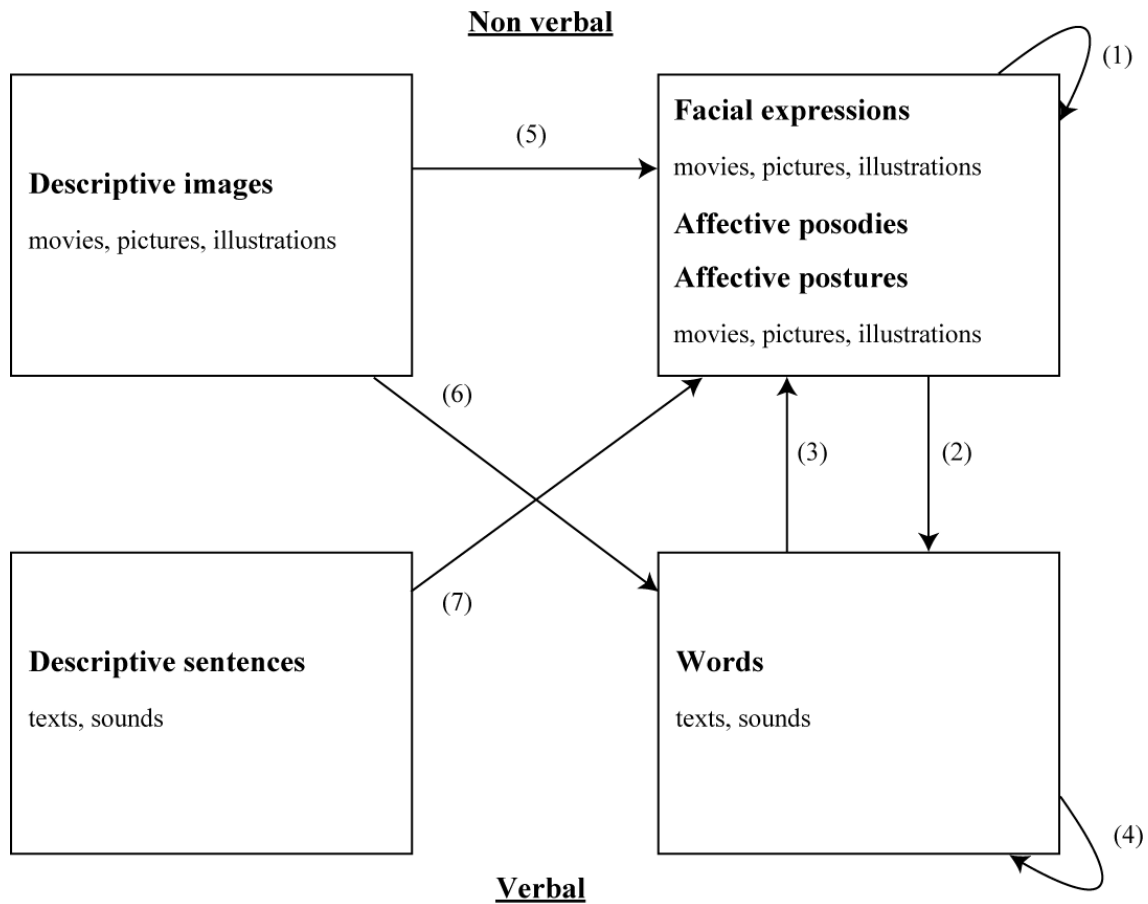 Non verbal
(1)
Descriptive images
movies, pictures, illustrations
(5)
Facial expressions
movies, pictures, illustrations
Affective posodies
Affective postures
movies, pictures, illustrations
(6)
(3)
(2)
(7)
Descriptive sentences
texts, sounds
Words
texts, sounds
(4)
Verbal